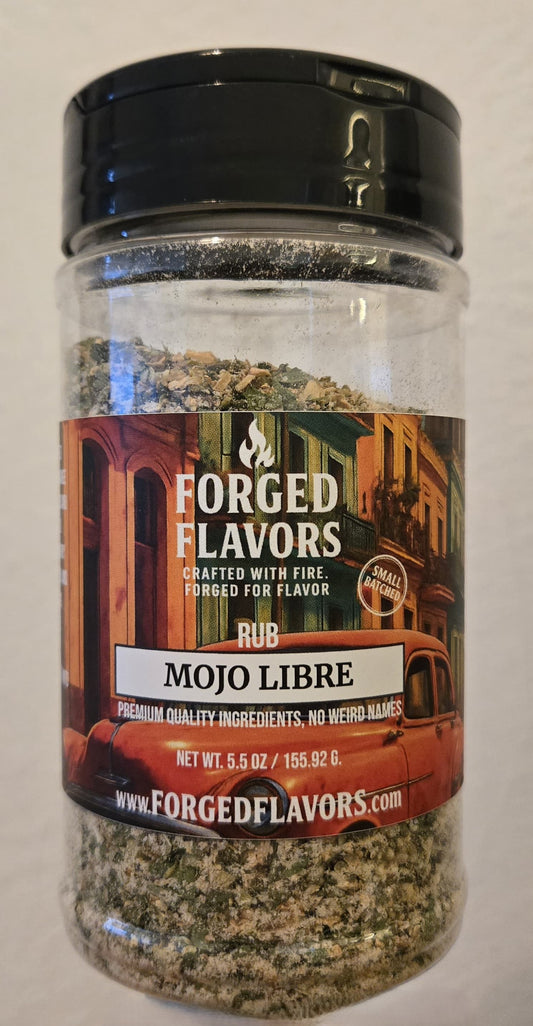 FORGED
FLAVORS
CRAFTED WITH FIRE.
FORGED FOR FLAVOR
SMALL
BATCHED
RUB
MOJO LIBRE
PREMIUM QUALITY INGREDIENTS, NO WEIRD NAMES
NET WT. 5.5 OZ / 155.92 G.
www.FORGEDFLAVORS.com